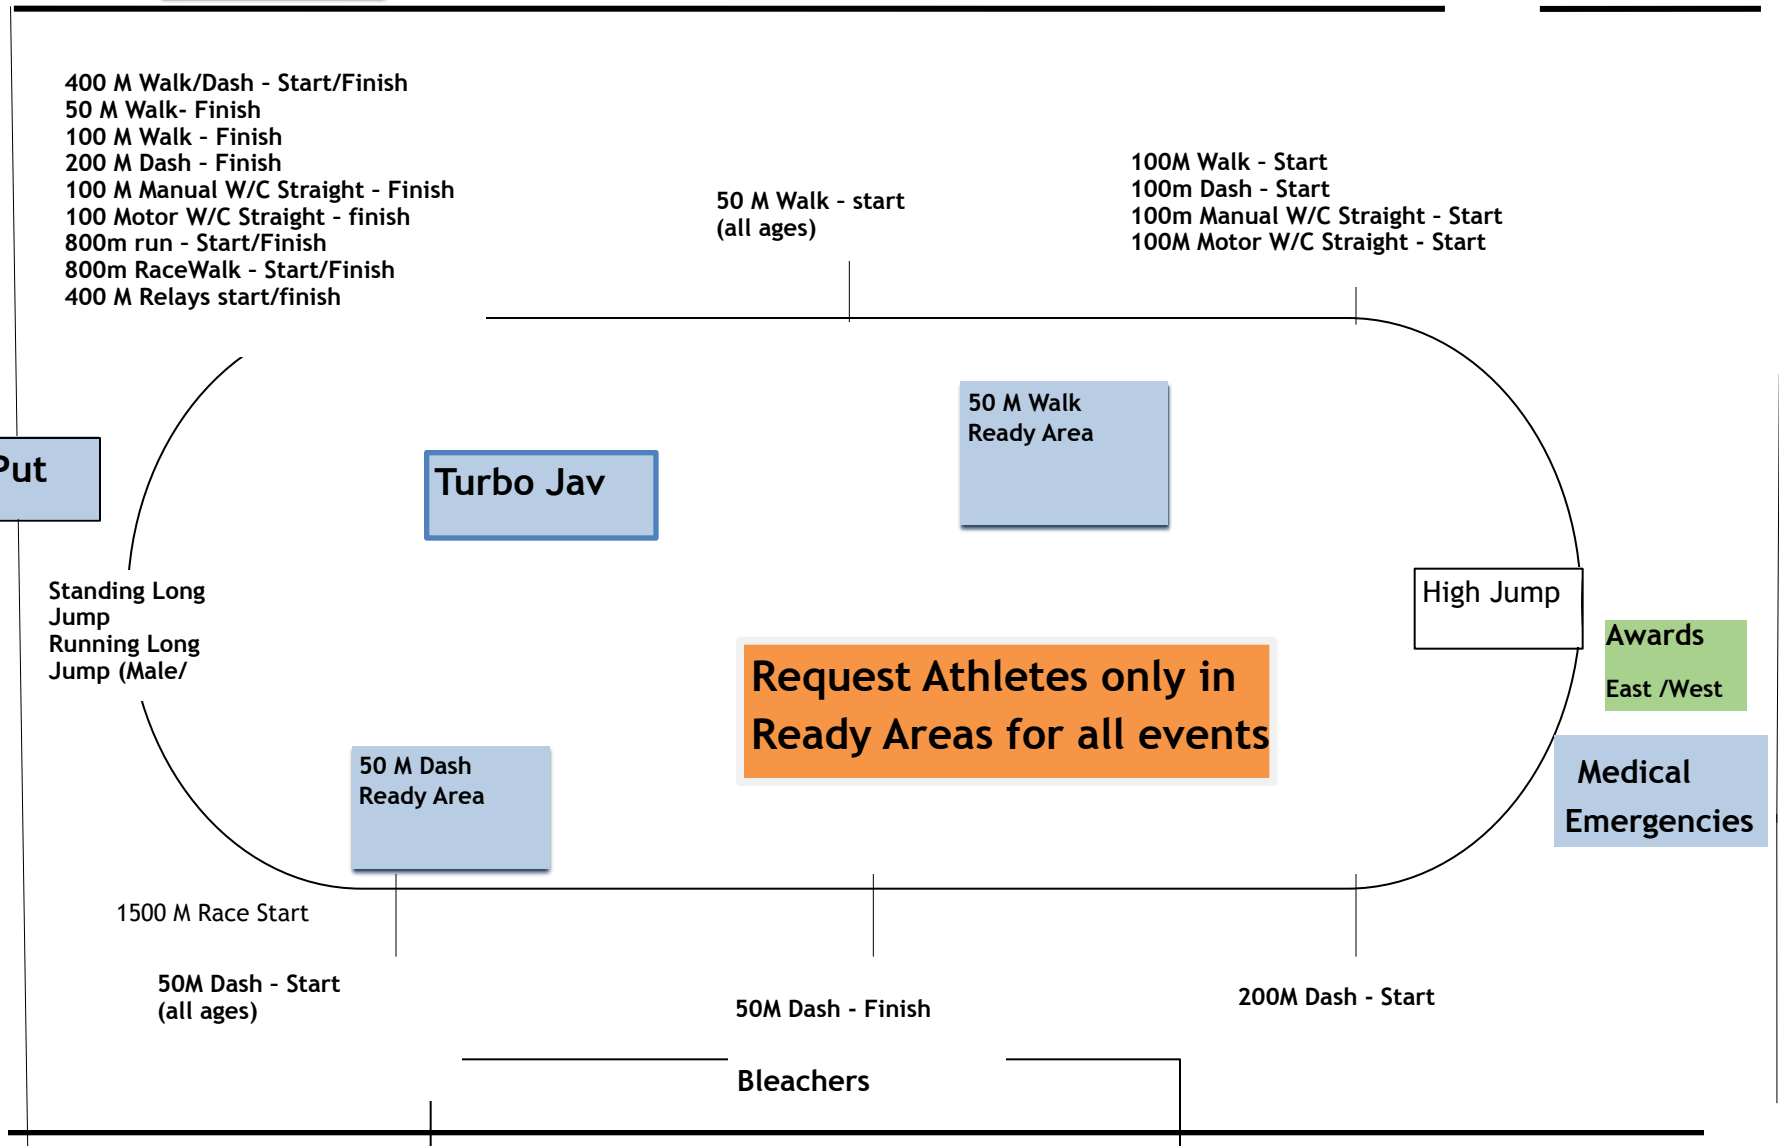 400 M Walk/Dash – Start/Finish
50 M Walk- Finish
100 M Walk – Finish
200 M Dash – Finish
100 M Manual W/C Straight – Finish
100 Motor W/C Straight – finish
800m run – Start/Finish
800m RaceWalk – Start/Finish
400 M Relays start/finish
50 M Walk – start
(all ages)
100M Walk – Start
100m Dash – Start
100m Manual W/C Straight – Start
100M Motor W/C Straight - Start
50 M Walk
Ready Area
Put
Turbo Jav
Standing Long
Jump
Running Long
Jump (Male/
High Jump
Awards
East /West
Request Athletes only in
Ready Areas for all events
50 M Dash
Ready Area
Medical
Emergencies
1500 M Race Start
50M Dash – Start
(all ages)
50M Dash - Finish
200M Dash - Start
Bleachers